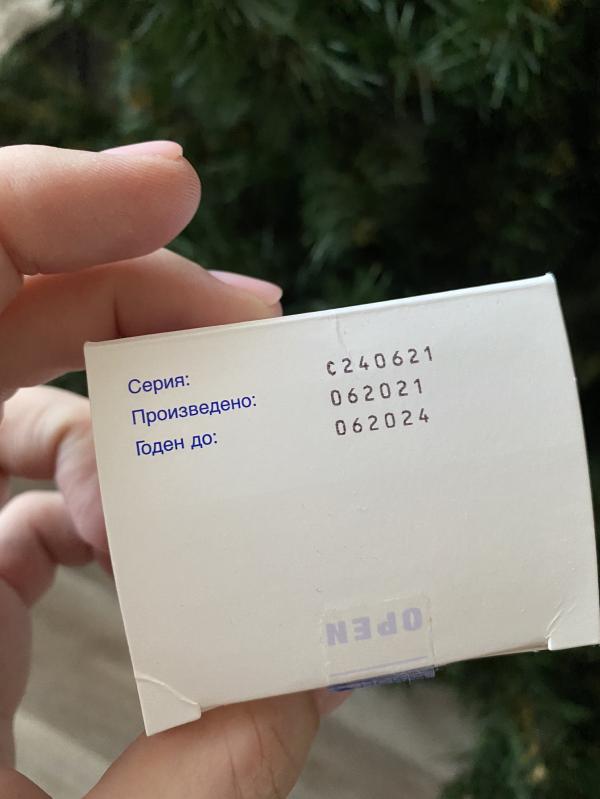 Серия: C240621
Произведено: 062021
Годен до: 062024
OPEN